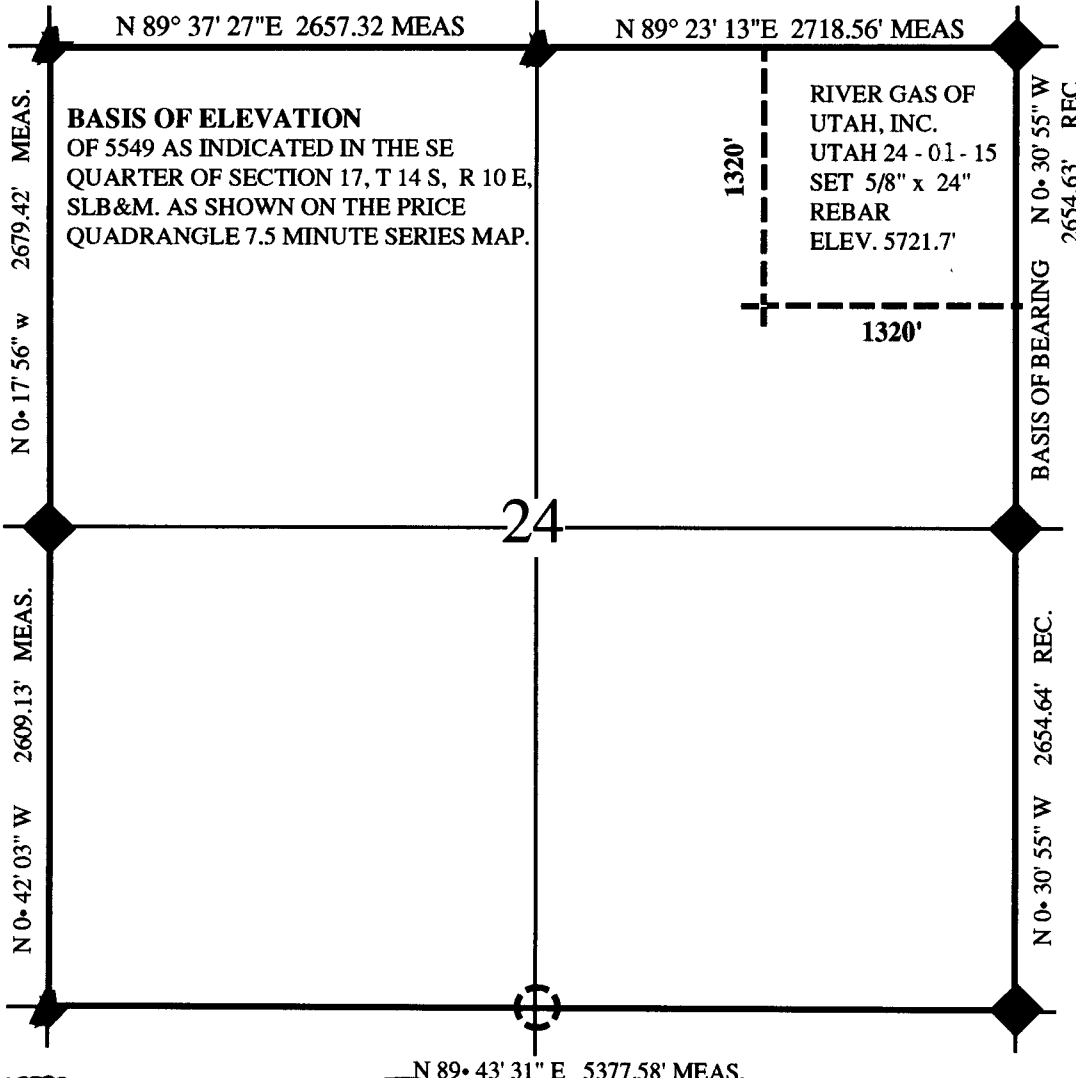 N 89° 37' 27"E 2657.32 MEAS
N 89° 23' 13"E 2718.56' MEAS
BASIS OF ELEVATION
OF 5549 AS INDICATED IN THE SE
QUARTER OF SECTION 17, T 14 S, R 10 E,
SLB&M. AS SHOWN ON THE PRICE
QUADRANGLE 7.5 MINUTE SERIES MAP.
1320'
RIVER GAS OF
UTAH, INC.
UTAH 24 - 01 - 15
SET 5/8" x 24"
REBAR
ELEV. 5721.7'
1320'
N 0• 17' 56" w 2679.42' MEAS.
BASIS OF BEARING N 0• 30' 55" W
2654.63' REC.
24
N 0• 42' 03" W 2609.13' MEAS.
N 0• 30' 55" W 2654.64' REC.
N 89• 43' 31" E 5377.58' MEAS.